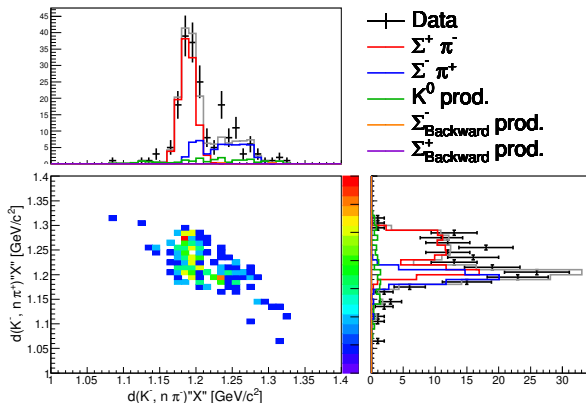 45
40
35
30
25
20
15
10
5
0
Data
Σ⁺ π⁻
Σ⁻ π⁺
K⁰ prod.
Σ⁻Backward prod.
Σ⁺Backward prod.
d(K⁻, n π⁺)"X" [GeV/c²]
1.4
1.35
1.3
1.25
1.2
1.15
1.1
1.05
1
1 1.05 1.1 1.15 1.2 1.25 1.3 1.35 1.4
d(K⁻, n π⁻)"X" [GeV/c²]
0 5 10 15 20 25 30